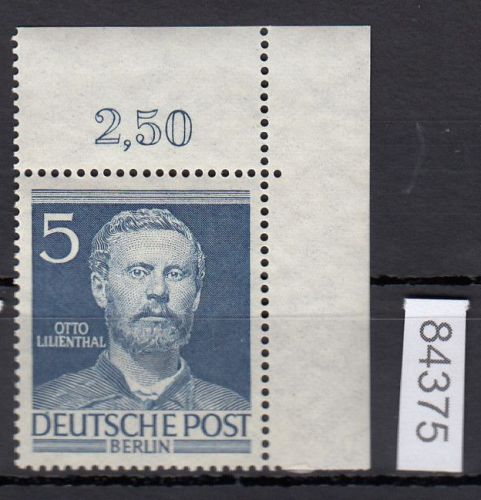 2,50
5
OTTO
LILIENTHAL
DEUTSCHE POST
BERLIN
84375